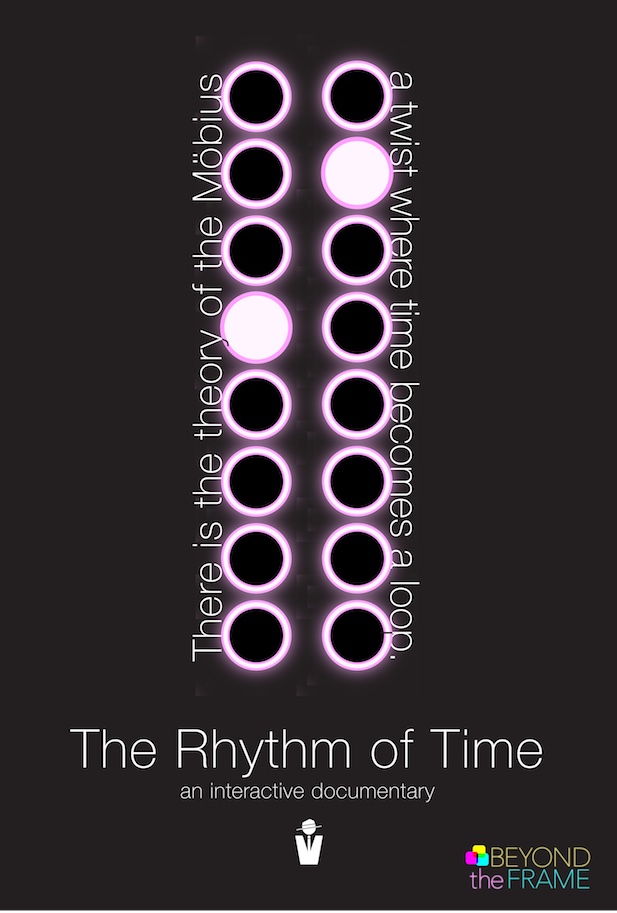 There is the theory of the Möbius
a twist where time becomes a loop.
The Rhythm of Time
an interactive documentary
BEYOND
the FRAME